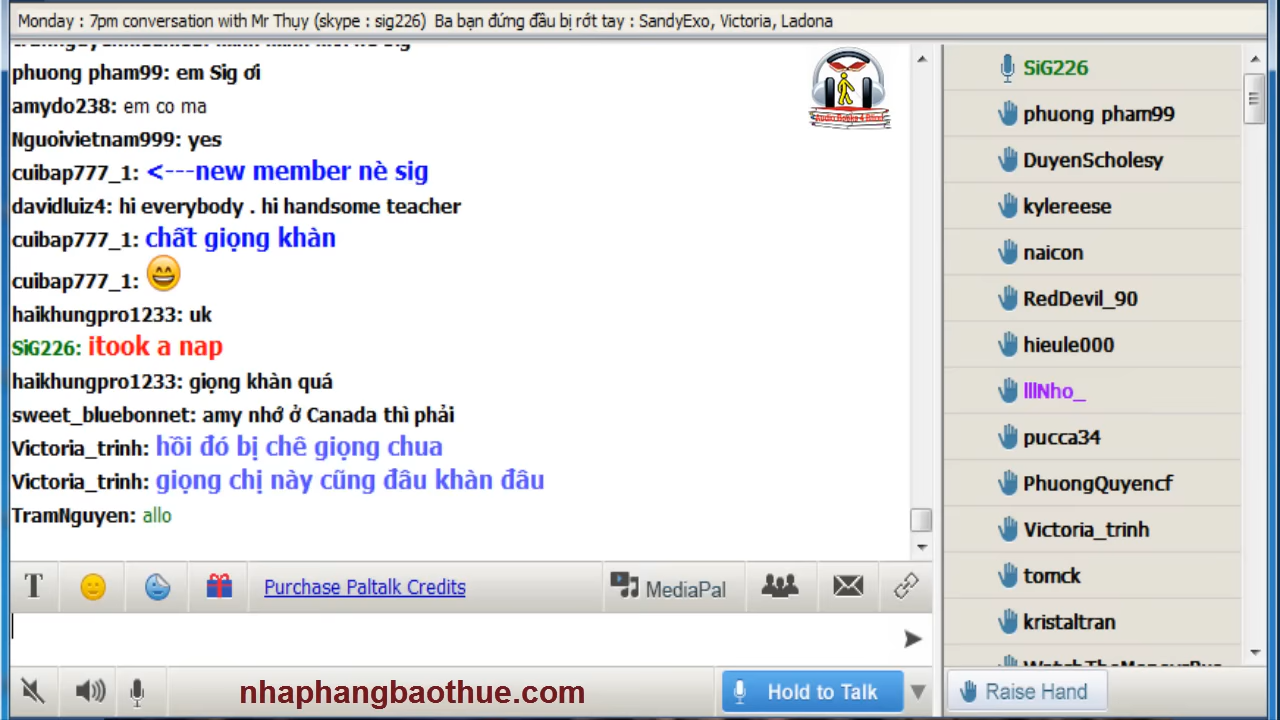 Monday : 7pm conversation with Mr Thụy (skype : sig226) Ba bạn đứng đầu bị rớt tay : SandyExo, Victoria, Ladona
phuong pham99: em Sig ơi
amydo238: em co ma
Nguoivietnam999: yes
cuibap777_1: <---new member nè sig
davidluiz4: hi everybody . hi handsome teacher
cuibap777_1: chất giọng khàn
cuibap777_1:
haikhungpro1233: uk
SiG226: itook a nap
haikhungpro1233: giọng khàn quá
sweet_bluebonnet: amy nhớ ở Canada thì phải
Victoria_trinh: hồi đó bị chê giọng chua
Victoria_trinh: giọng chị này cũng đâu khàn đâu
TramNguyen: allo
T
Purchase Paltalk Credits
MediaPal
nhaphangbaothue.com
Hold to Talk
SiG226
phuong pham99
DuyenScholesy
kylereese
naicon
RedDevil_90
hieule000
lllNho_
pucca34
PhuongQuyencf
Victoria_trinh
tomck
kristaltran
Raise Hand